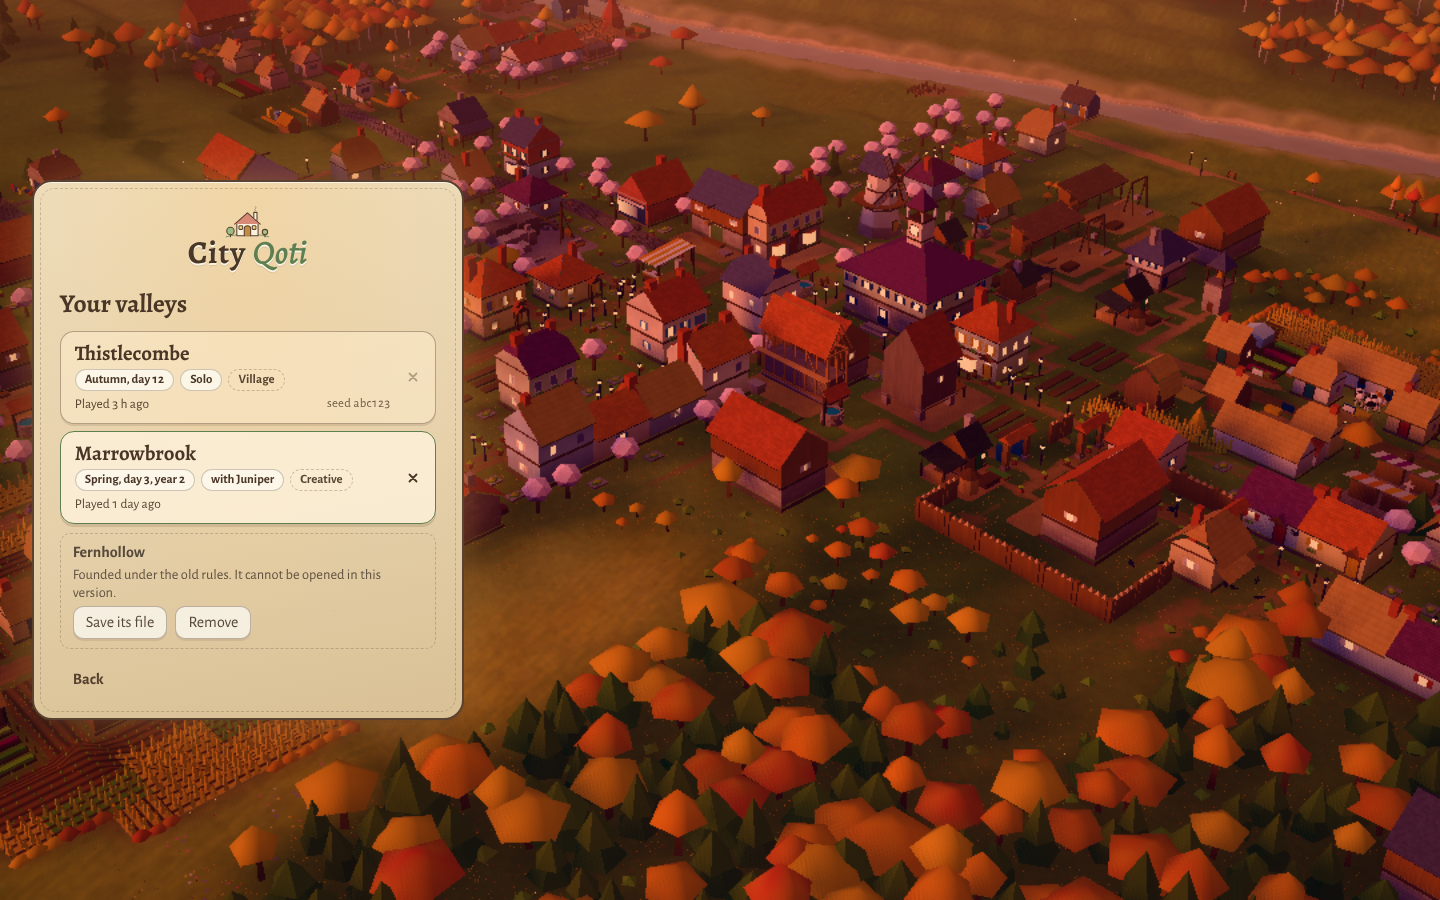 City Qoti
Your valleys
Thistlecombe
Autumn, day 12 Solo Village
Played 3 h ago seed abc123
Marrowbrook
Spring, day 3, year 2 with Juniper Creative
Played 1 day ago
Fernhollow
Founded under the old rules. It cannot be opened in this
version.
Save its file Remove
Back